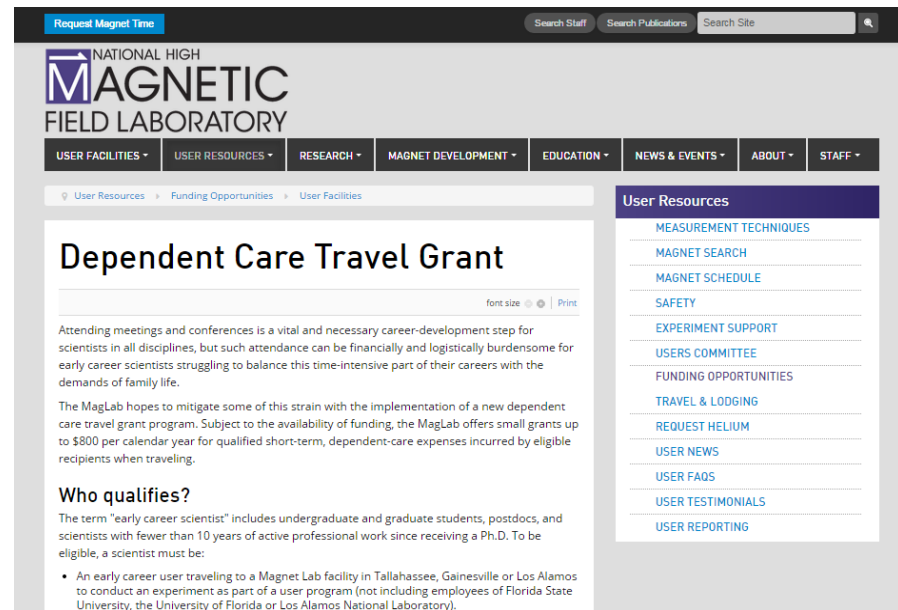 Request Magnet Time
Search Staff
Search Publications
Search Site
NATIONAL HIGH
MAGNETIC
FIELD LABORATORY
USER FACILITIES
USER RESOURCES
RESEARCH
MAGNET DEVELOPMENT
EDUCATION
NEWS & EVENTS
ABOUT
STAFF
User Resources
Funding Opportunities
User Facilities
Dependent Care Travel Grant
font size
Print
Attending meetings and conferences is a vital and necessary career-development step for
scientists in all disciplines, but such attendance can be financially and logistically burdensome for
early career scientists struggling to balance this time-intensive part of their careers with the
demands of family life.
The MagLab hopes to mitigate some of this strain with the implementation of a new dependent
care travel grant program. Subject to the availability of funding, the MagLab offers small grants up
to $800 per calendar year for qualified short-term, dependent-care expenses incurred by eligible
recipients when traveling.
Who qualifies?
The term "early career scientist" includes undergraduate and graduate students, postdocs, and
scientists with fewer than 10 years of active professional work since receiving a Ph.D. To be
eligible, a scientist must be:
• An early career user traveling to a Magnet Lab facility in Tallahassee, Gainesville or Los Alamos
to conduct an experiment as part of a user program (not including employees of Florida State
University, the University of Florida or Los Alamos National Laboratory).
User Resources
MEASUREMENT TECHNIQUES
MAGNET SEARCH
MAGNET SCHEDULE
SAFETY
EXPERIMENT SUPPORT
USERS COMMITTEE
FUNDING OPPORTUNITIES
TRAVEL & LODGING
REQUEST HELIUM
USER NEWS
USER FAQS
USER TESTIMONIALS
USER REPORTING